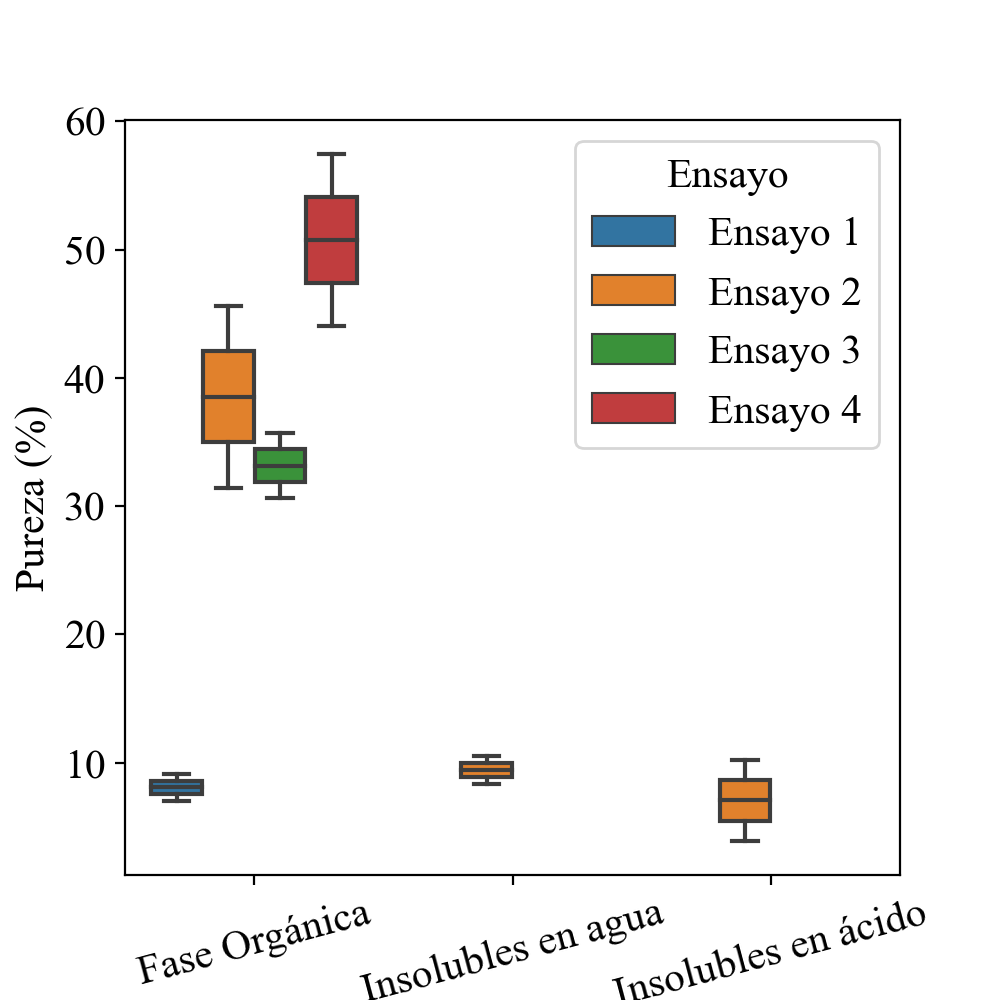 60
50
40
30
20
10
Pureza (%)
Ensayo
Ensayo 1
Ensayo 2
Ensayo 3
Ensayo 4
Fase Orgánica
Insolubles en agua
Insolubles en ácido